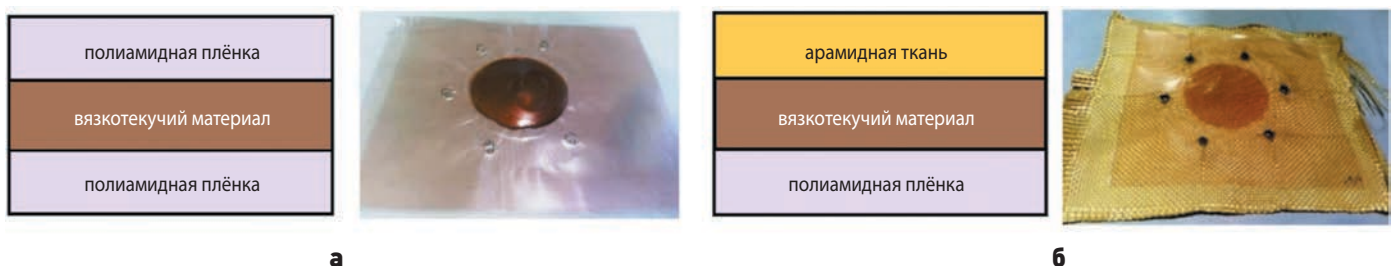 полиамидная плёнка
вязкотекучий материал
полиамидная плёнка
арамидная ткань
вязкотекучий материал
полиамидная плёнка
а
б